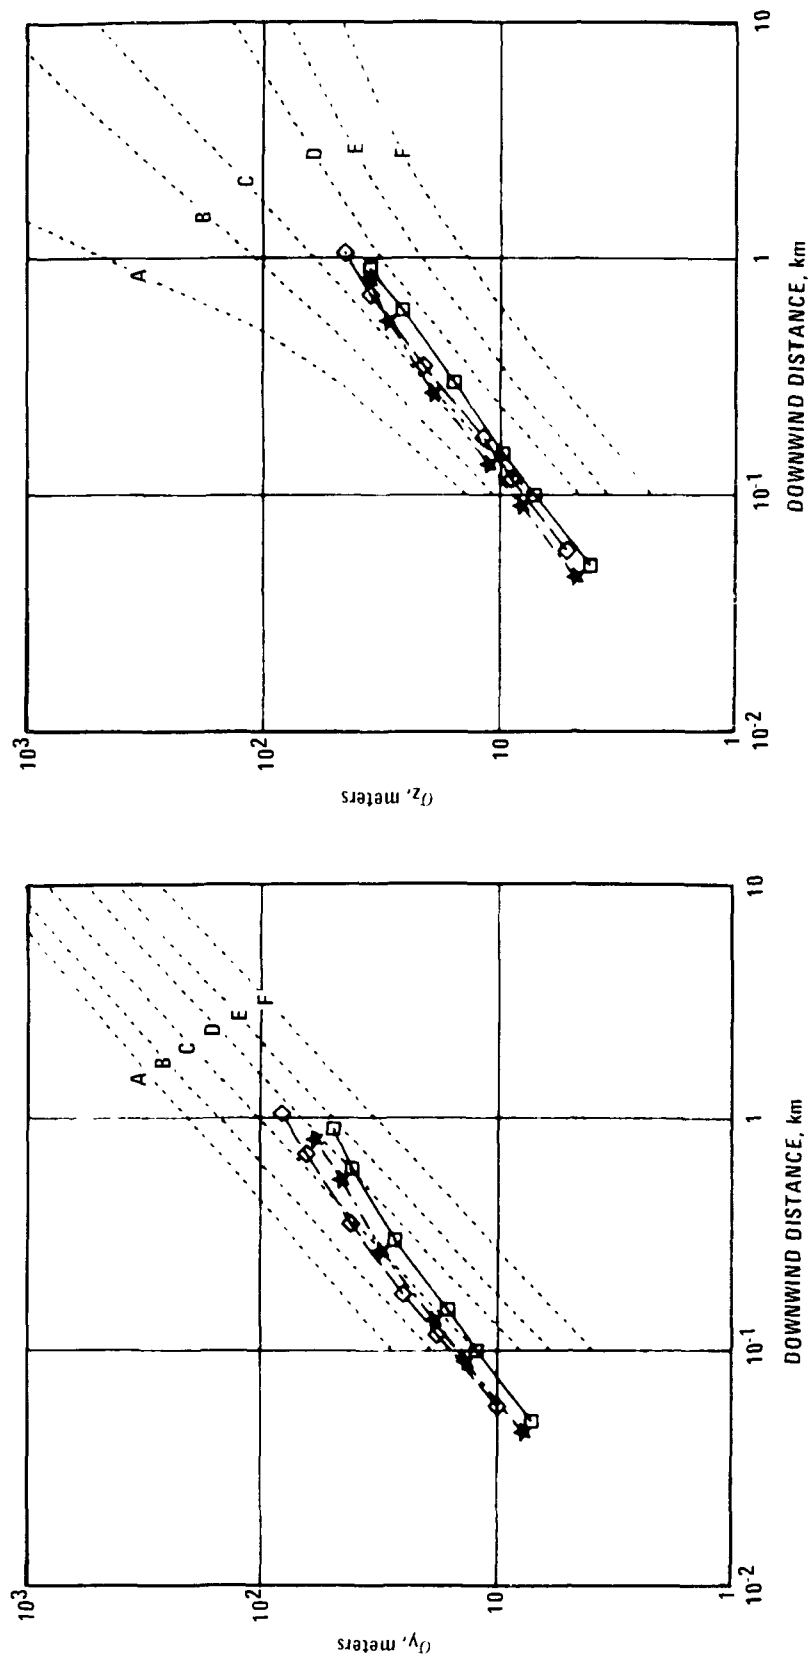 10³
10²
10
1
10⁻²
10⁻¹
1
10
σy, meters
DOWNWIND DISTANCE, km
A
B
C
D
E
F
10³
10²
10
1
10⁻²
10⁻¹
1
10
σz, meters
DOWNWIND DISTANCE, km
A
B
C
D
E
F